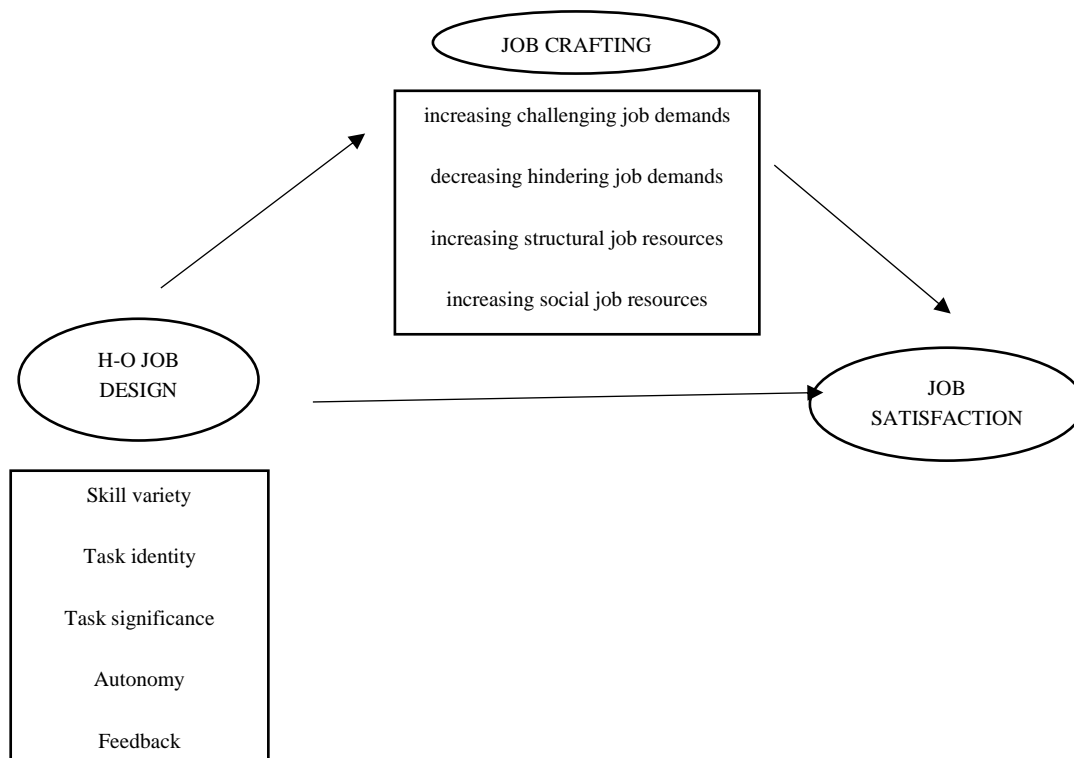 JOB CRAFTING
increasing challenging job demands
decreasing hindering job demands
increasing structural job resources
increasing social job resources
H-O JOB
DESIGN
JOB
SATISFACTION
Skill variety
Task identity
Task significance
Autonomy
Feedback